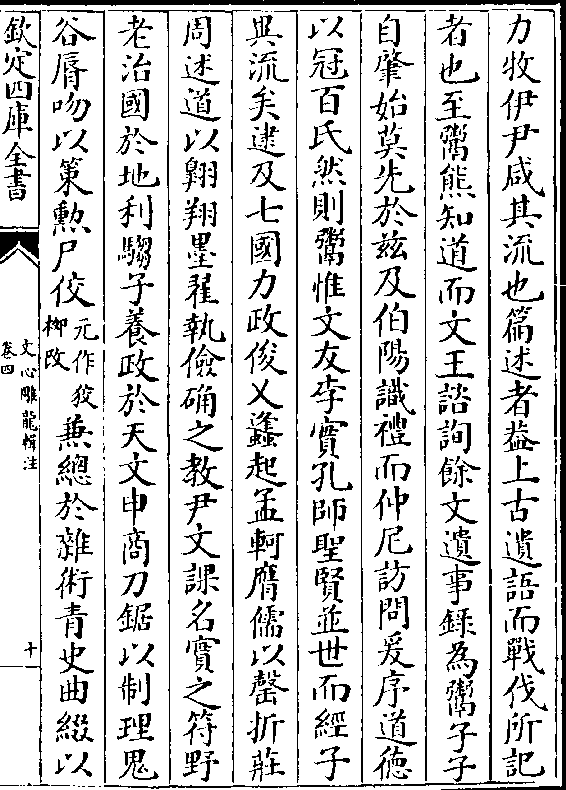 力牧伊尹咸其流也篇述者葢上古遺語而戰伐所記
者也至鬻熊知道而文王諮詢餘文遺事錄為鬻子子
自肇始莫先於兹及伯陽識禮而仲尼訪問爰序道德
以冠百氏然則鬻惟文友李實孔師聖賢並世而經子
異流矣逮及七國力政俊乂蠭起孟軻膺儒以磬折莊
周述道以翺翔墨翟執儉确之教尹文課名實之符野
老治國於地利騶子養政於天文申商刀鋸以制理鬼
谷脣吻以策勲尸佼元作狡柳改兼總於雜術青史曲綴以
欽定四庫全書
文心雕龍輯注
卷四
十